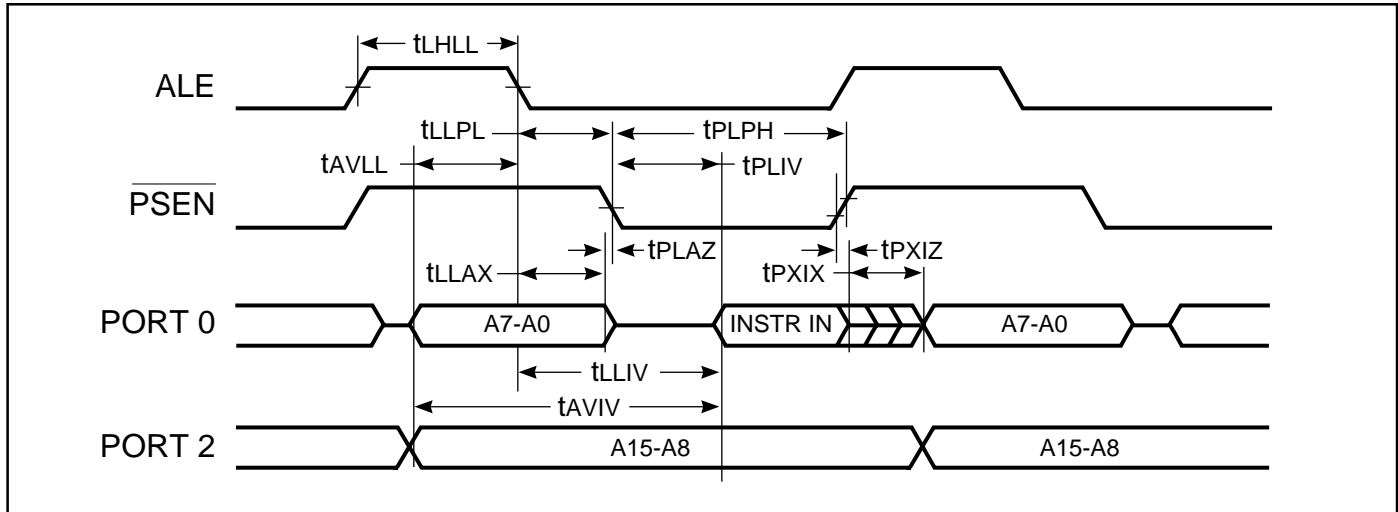 tLHLL
ALE
tLLPL
tPLPH
tAVLL
tPLIV
PSEN
tPLAZ
tPXIZ
tLLAX
tPXIX
PORT 0
A7-A0
INSTR IN
A7-A0
tLLIV
tAVIV
PORT 2
A15-A8
A15-A8